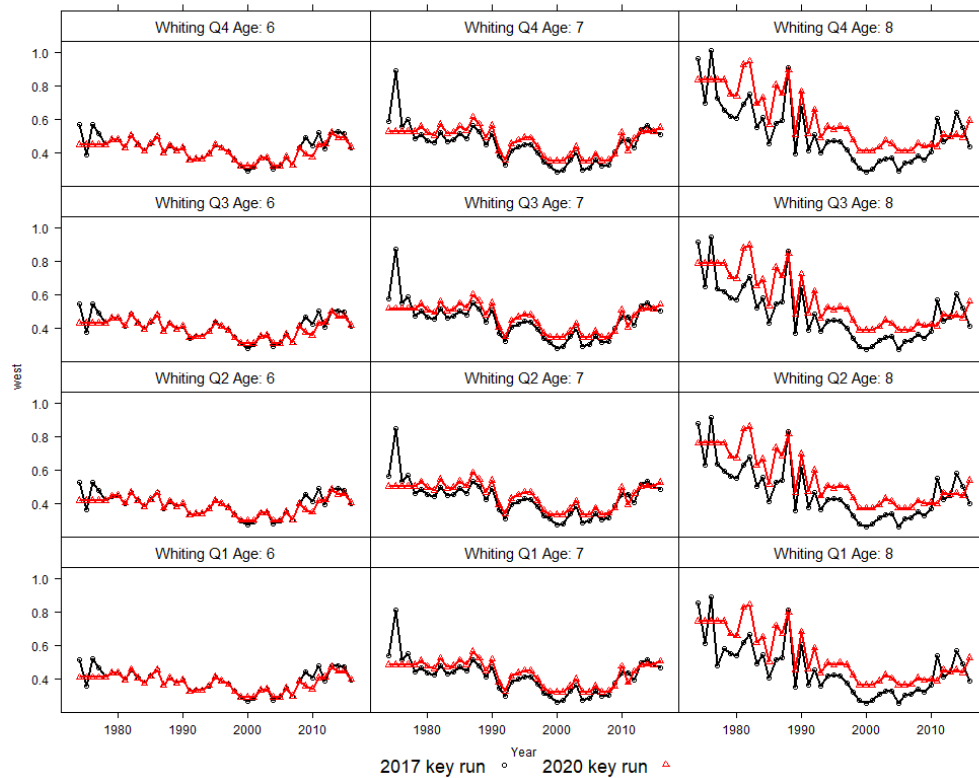 Whiting Q4 Age: 6 Whiting Q4 Age: 7 Whiting Q4 Age: 8
1.0
0.8
0.6
0.4
Whiting Q3 Age: 6 Whiting Q3 Age: 7 Whiting Q3 Age: 8
1.0
0.8
0.6
0.4
west
Whiting Q2 Age: 6 Whiting Q2 Age: 7 Whiting Q2 Age: 8
1.0
0.8
0.6
0.4
Whiting Q1 Age: 6 Whiting Q1 Age: 7 Whiting Q1 Age: 8
1.0
0.8
0.6
0.4
1980 1990 2000 2010 1980 1990 2000 2010 1980 1990 2000 2010
Year
2017 key run 2020 key run